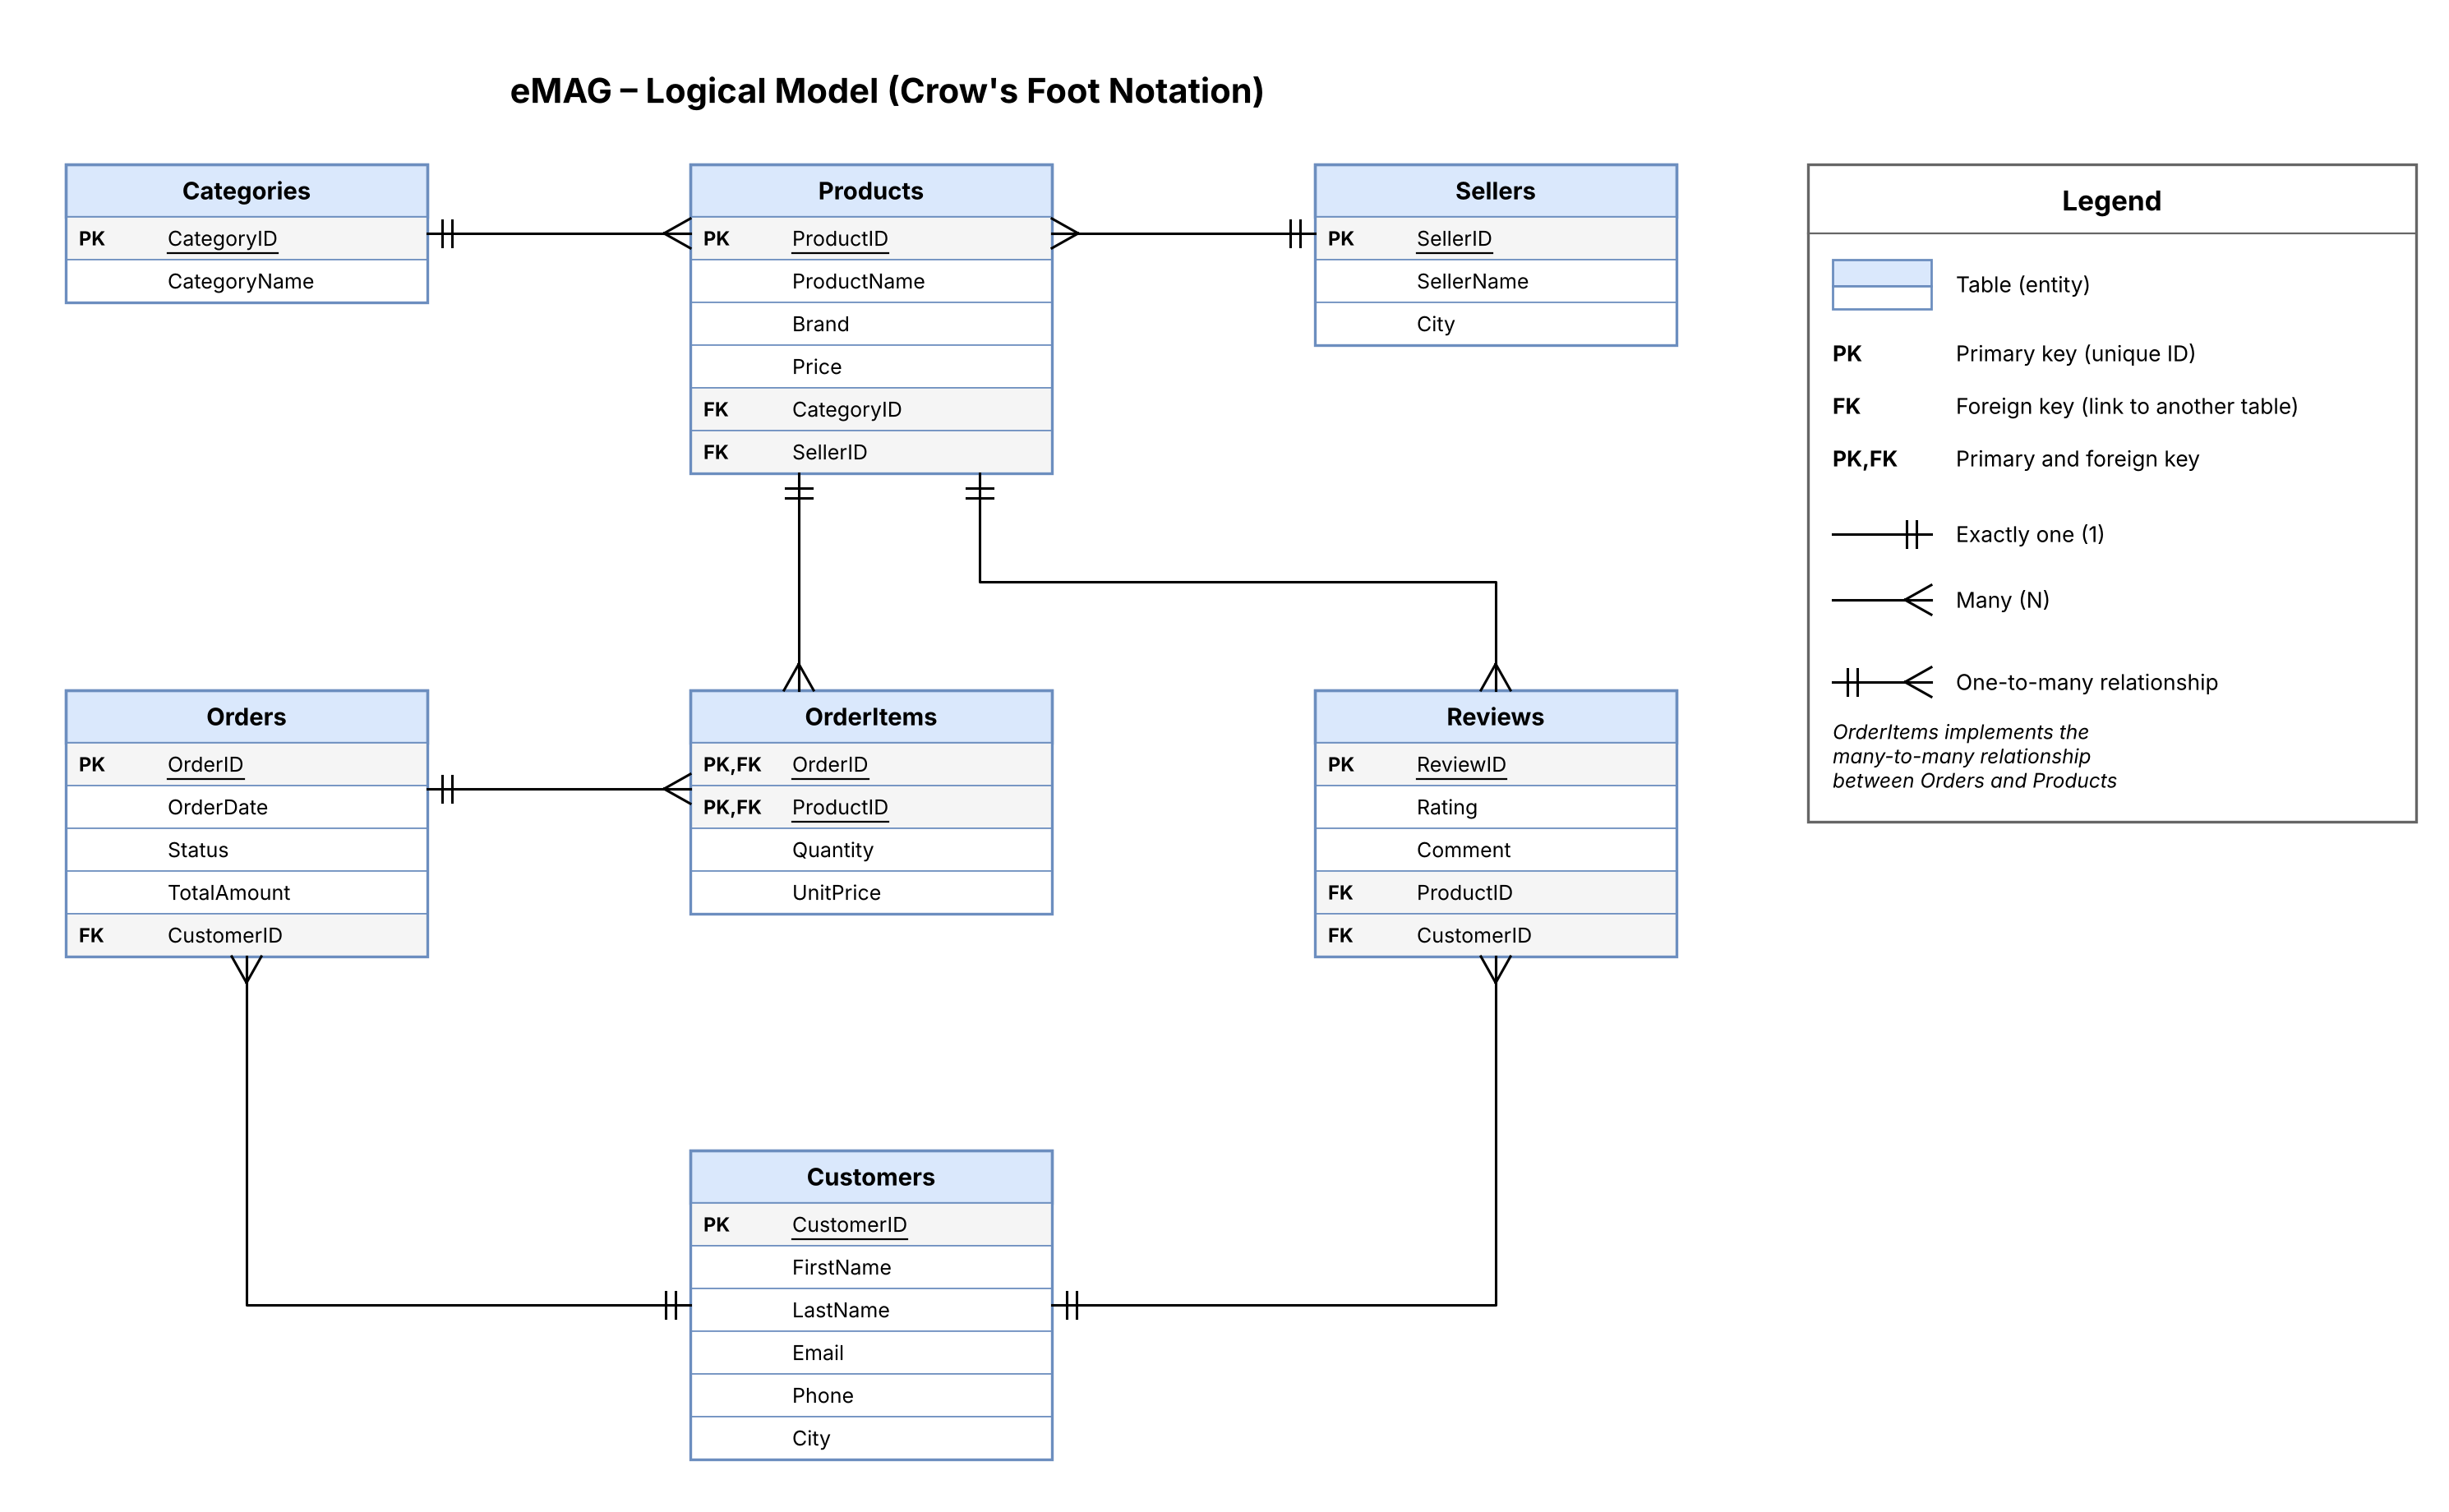 eMAG – Logical Model (Crow's Foot Notation)
Categories
PK CategoryID
CategoryName
Products
PK ProductID
ProductName
Brand
Price
FK CategoryID
FK SellerID
Sellers
PK SellerID
SellerName
City
Legend
Table (entity)
PK Primary key (unique ID)
FK Foreign key (link to another table)
PK,FK Primary and foreign key
Exactly one (1)
Many (N)
One-to-many relationship
OrderItems implements the
many-to-many relationship
between Orders and Products
Orders
PK OrderID
OrderDate
Status
TotalAmount
FK CustomerID
OrderItems
PK,FK OrderID
PK,FK ProductID
Quantity
UnitPrice
Reviews
PK ReviewID
Rating
Comment
FK ProductID
FK CustomerID
Customers
PK CustomerID
FirstName
LastName
Email
Phone
City